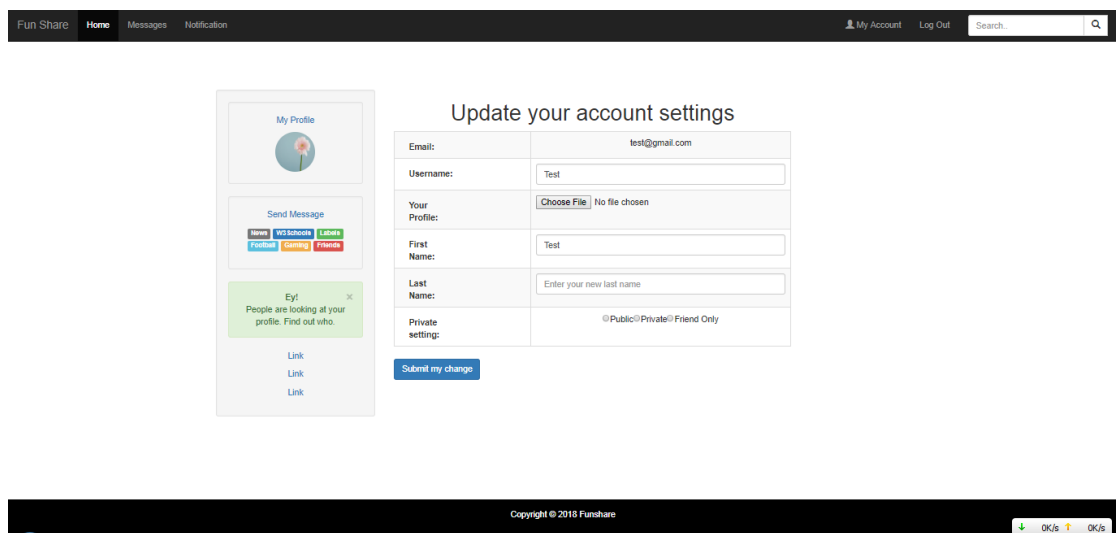 Fun Share Home Messages Notification My Account Log Out Search..
My Profile
Send Message
News W3Schools Labels
Football Gaming Friends
Ey! ×
People are looking at your
profile. Find out who.
Link
Link
Link
Update your account settings
Email: test@gmail.com
Username: Test
Your
Profile: Choose File No file chosen
First
Name: Test
Last
Name: Enter your new last name
Private
setting: Public Private Friend Only
Submit my change
Copyright © 2018 Funshare
0K/s 0K/s